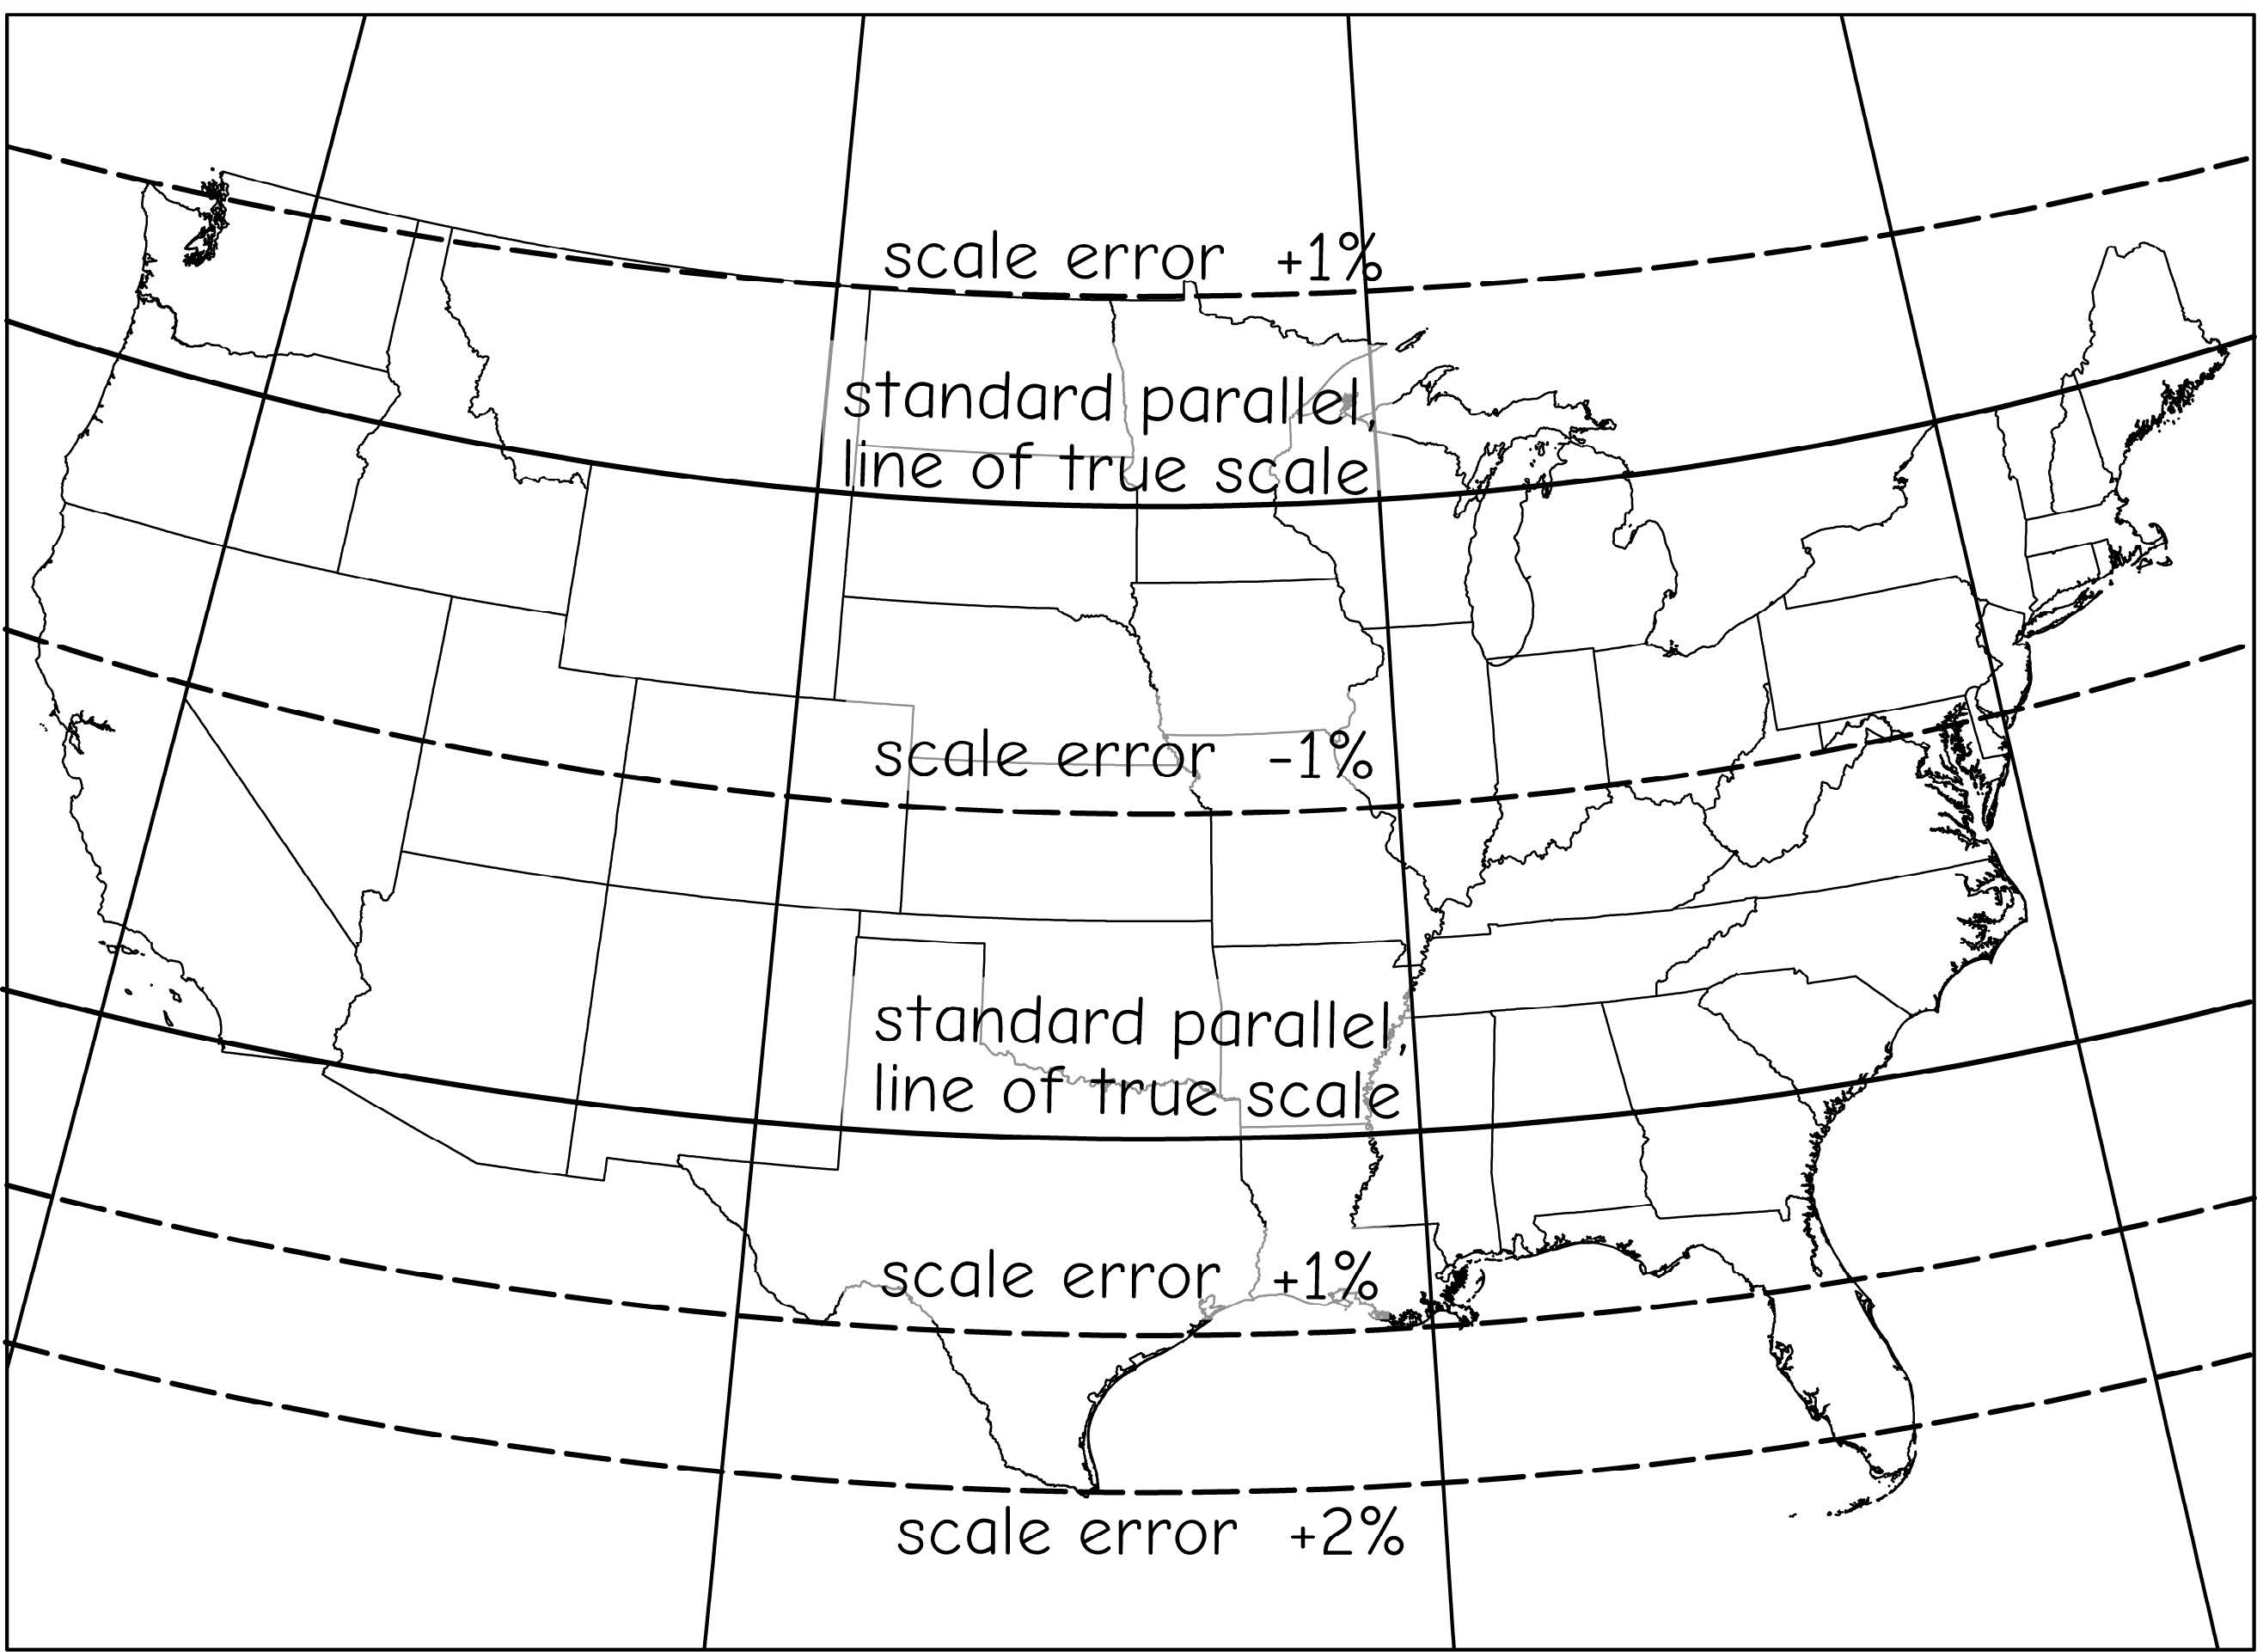 scale error +1%
standard parallel,
line of true scale
scale error -1%
standard parallel,
line of true scale
scale error +1%
scale error +2%